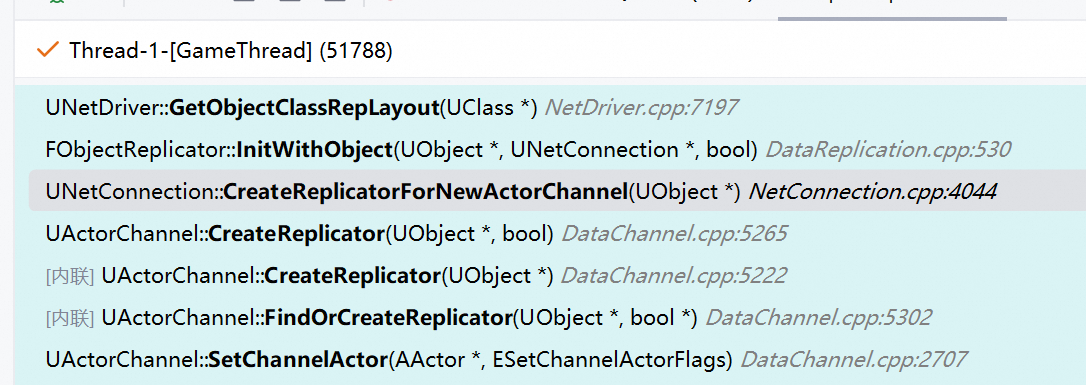 Thread-1-[GameThread] (51788)
UNetDriver::GetObjectClassRepLayout(UClass *) NetDriver.cpp:7197
FObjectReplicator::InitWithObject(UObject *, UNetConnection *, bool) DataReplication.cpp:530
UNetConnection::CreateReplicatorForNewActorChannel(UObject *) NetConnection.cpp:4044
UActorChannel::CreateReplicator(UObject *, bool) DataChannel.cpp:5265
[内联] UActorChannel::CreateReplicator(UObject *) DataChannel.cpp:5222
[内联] UActorChannel::FindOrCreateReplicator(UObject *, bool *) DataChannel.cpp:5302
UActorChannel::SetChannelActor(AActor *, ESetChannelActorFlags) DataChannel.cpp:2707